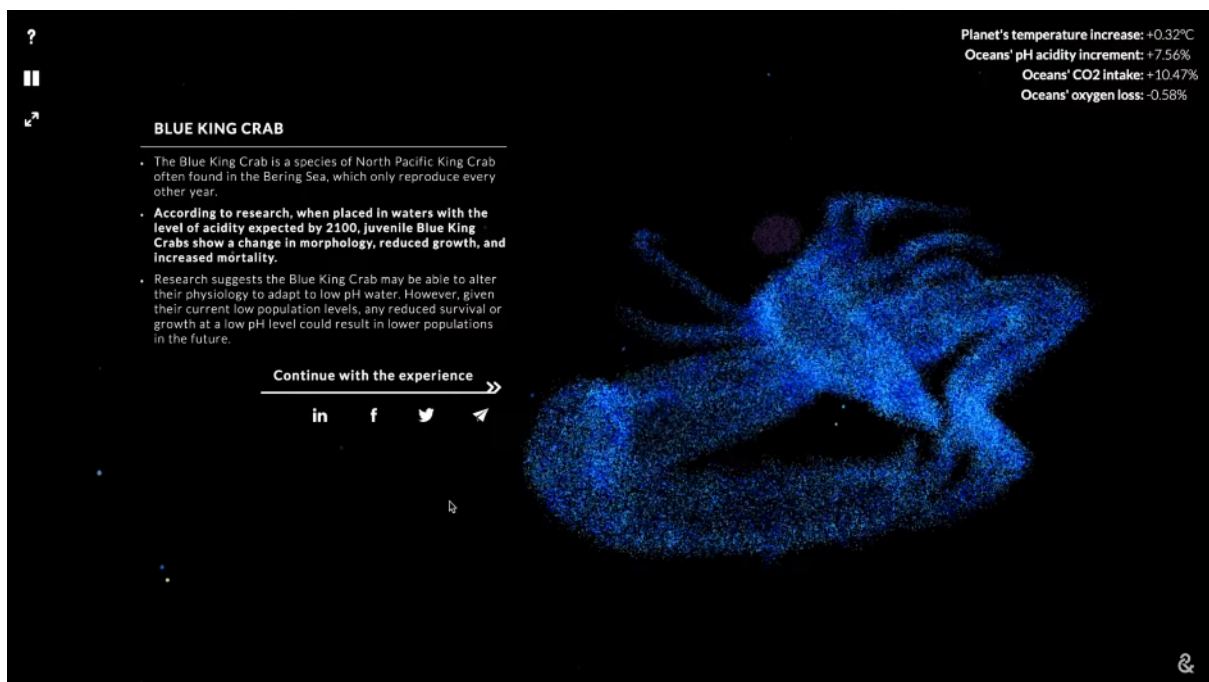 ?
Planet's temperature increase: +0.32ºC
Oceans' pH acidity increment: +7.56%
Oceans' CO2 intake: +10.47%
Oceans' oxygen loss: -0.58%
BLUE KING CRAB
• The Blue King Crab is a species of North Pacific King Crab
often found in the Bering Sea, which only reproduce every
other year.
• According to research, when placed in waters with the
level of acidity expected by 2100, juvenile Blue King
Crabs show a change in morphology, reduced growth, and
increased mortality.
• Research suggests the Blue King Crab may be able to alter
their physiology to adapt to low pH water. However, given
their current low population levels, any reduced survival or
growth at a low pH level could result in lower populations
in the future.
Continue with the experience
in f
&